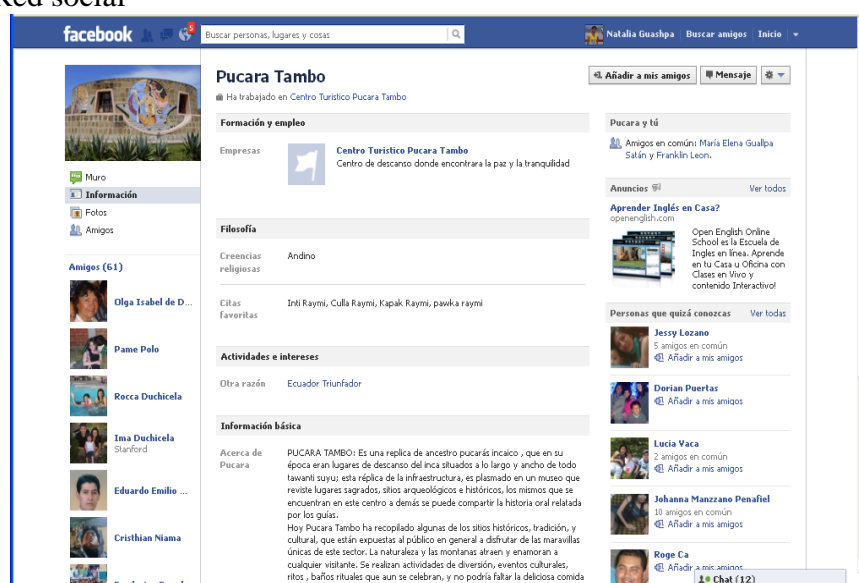 Red social
facebook
5
Buscar personas, lugares y cosas
Natalia Guashpa Buscar amigos Inicio
Pucara Tambo
Ha trabajado en Centro Turistico Pucara Tambo
Añadir a mis amigos Mensaje
Muro
Información
Fotos
Amigos
Amigos (61)
Olga Isabel de D...
Pame Polo
Rocca Duchicela
Ima Duchicela
Stanford
Eduardo Emilio ...
Cristhian Niama
Formación y empleo
Empresas
Centro Turistico Pucara Tambo
Centro de descanso donde encontrara la paz y la tranquilidad
Filosofía
Creencias
religiosas
Andino
Citas
favoritas
Inti Raymi, Culla Raymi, Kapak Raymi, pawka raymi
Actividades e intereses
Otra razón
Ecuador Triunfador
Información básica
Acerca de
Pucara
PUCARA TAMBO: Es una replica de ancestro pucarás incaico , que en su
época eran lugares de descanso del inca situados a lo largo y ancho de todo
tawanti suyu; esta réplica de la infraestructura, es plasmado en un museo que
reviste lugares sagrados, sitios arqueológicos e históricos, los mismos que se
encuentran en este centro a demás se puede compartir la historia oral relatada
por los guías.
Hoy Pucara Tambo ha recopilado algunas de los sitios históricos, tradición, y
cultural, que están expuestas al público en general a disfrutar de las maravillas
únicas de este sector. La naturaleza y las montanas atraen y enamoran a
cualquier visitante. Se realizan actividades de diversión, eventos culturales,
ritos , baños rituales que aun se celebran, y no podría faltar la deliciosa comida
Pucara y tú
Amigos en común: María Elena Guallpa
Satán y Franklin Leon.
Anuncios Ver todos
Aprender Inglés en Casa?
openenglish.com
Open English Online
School es la Escuela de
Ingles en línea. Aprende
en tu Casa u Oficina con
Clases en Vivo y
contenido Interactivo!
Personas que quizá conozcas Ver todas
Jessy Lozano
5 amigos en común
Añadir a mis amigos
Dorian Puertas
Añadir a mis amigos
Lucia Vaca
2 amigos en común
Añadir a mis amigos
Johanna Manzzano Penafiel
10 amigos en común
Añadir a mis amigos
Roge Ca
Añadir a mis amigos
Chat (12)